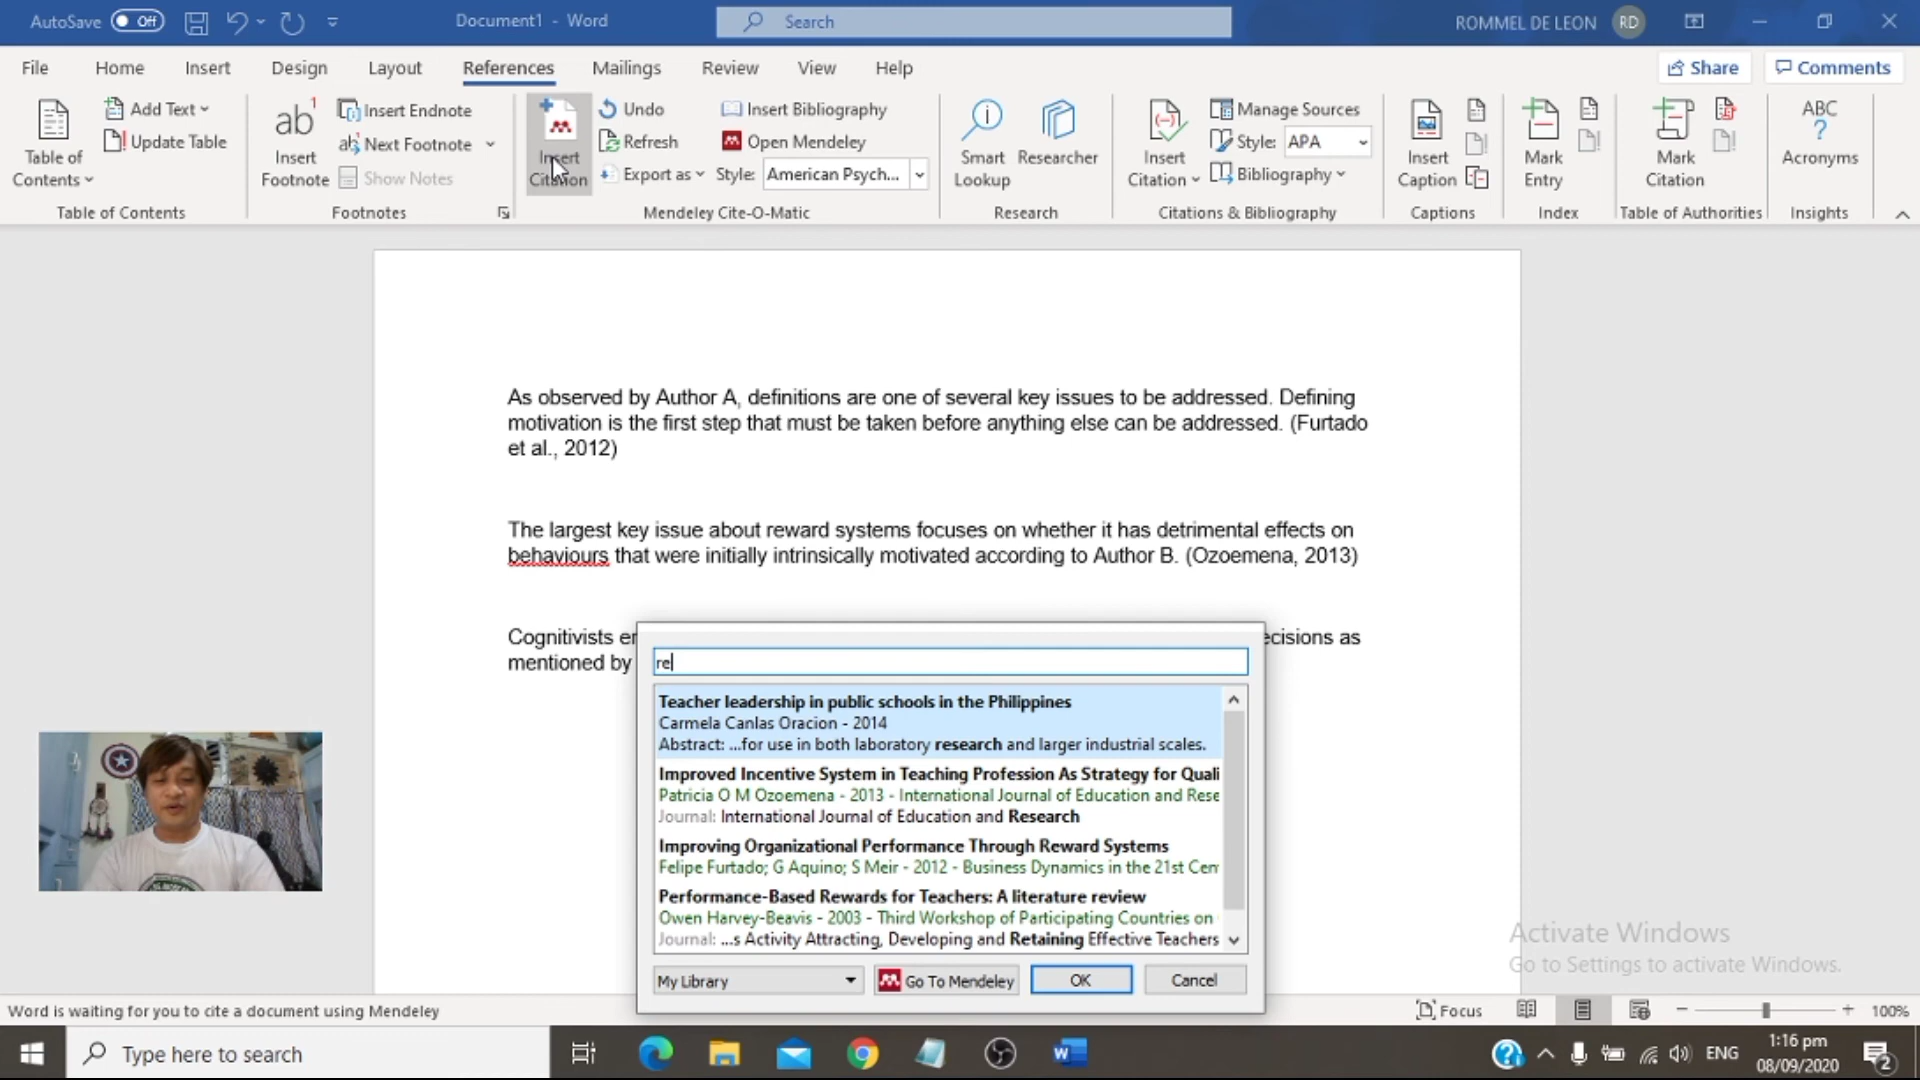 AutoSave Off
Document1 - Word
Search
ROMMEL DE LEON RD
File Home Insert Design Layout References Mailings Review View Help
Share Comments
Table of Contents
Add Text
Update Table
Table of Contents
ab 1
Insert Footnote
Insert Endnote
Next Footnote
Show Notes
Footnotes
Insert Citation
Undo
Refresh
Export as
Insert Bibliography
Open Mendeley
Style: American Psych...
Mendeley Cite-O-Matic
Smart Lookup
Researcher
Research
Insert Citation
Manage Sources
Style: APA
Bibliography
Citations & Bibliography
Insert Caption
Captions
Mark Entry
Index
Mark Citation
Table of Authorities
ABC
?
Acronyms
Insights
As observed by Author A, definitions are one of several key issues to be addressed. Defining
motivation is the first step that must be taken before anything else can be addressed. (Furtado
et al., 2012)
The largest key issue about reward systems focuses on whether it has detrimental effects on
behaviours that were initially intrinsically motivated according to Author B. (Ozoemena, 2013)
Cognitivists
ecisions as
mentioned by
re
Teacher leadership in public schools in the Philippines
Carmela Canlas Oracion - 2014
Abstract: ...for use in both laboratory research and larger industrial scales.
Improved Incentive System in Teaching Profession As Strategy for Quali
Patricia O M Ozoemena - 2013 - International Journal of Education and Rese
Journal: International Journal of Education and Research
Improving Organizational Performance Through Reward Systems
Felipe Furtado; G Aquino; S Meir - 2012 - Business Dynamics in the 21st Cen
Performance-Based Rewards for Teachers: A literature review
Owen Harvey-Beavis - 2003 - Third Workshop of Participating Countries on
Journal: ...s Activity Attracting, Developing and Retaining Effective Teachers
My Library
Go To Mendeley
OK
Cancel
Activate Windows
Go to Settings to activate Windows.
Word is waiting for you to cite a document using Mendeley
Focus
100%
Type here to search
ENG
1:16 pm
08/09/2020
2